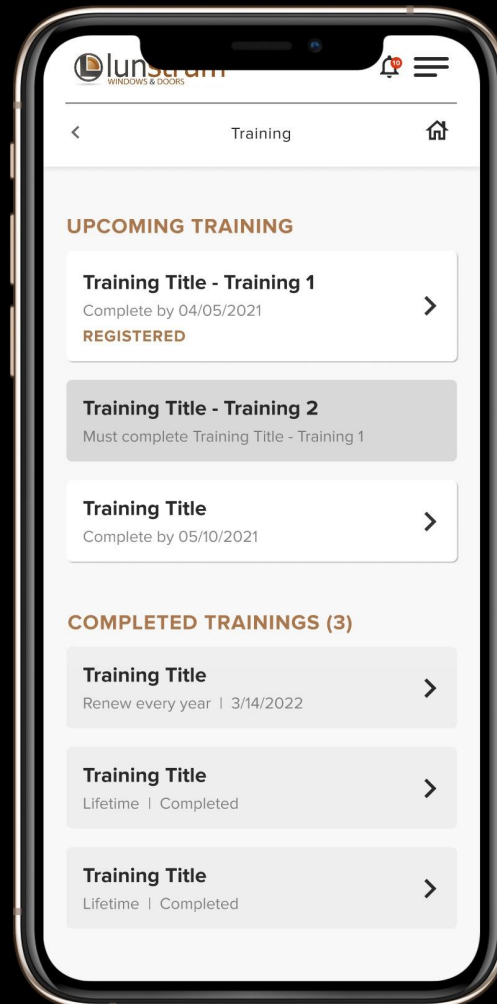 WINDOWS & DOORS
10
Training
UPCOMING TRAINING
Training Title - Training 1
Complete by 04/05/2021
REGISTERED
Training Title - Training 2
Must complete Training Title - Training 1
Training Title
Complete by 05/10/2021
COMPLETED TRAININGS (3)
Training Title
Renew every year | 3/14/2022
Training Title
Lifetime | Completed
Training Title
Lifetime | Completed